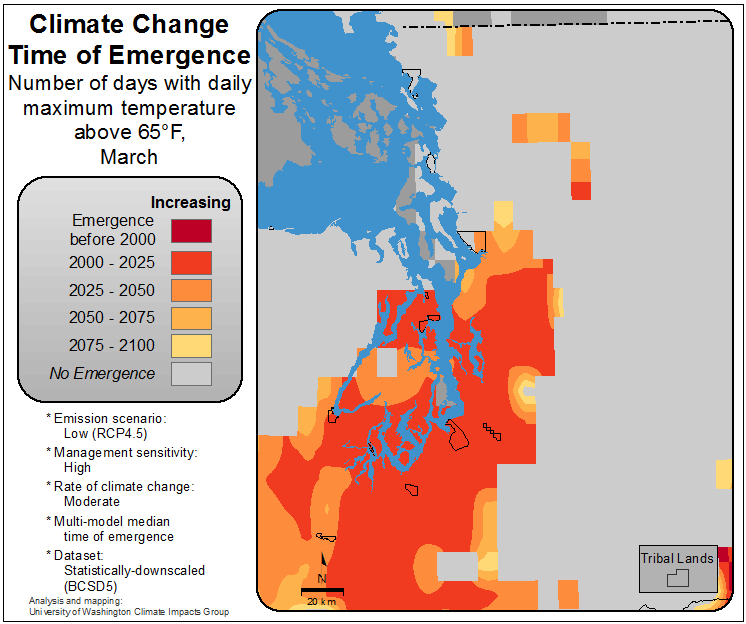 Climate Change
Time of Emergence
Number of days with daily
maximum temperature
above 65°F,
March
Increasing
Emergence
before 2000
2000 - 2025
2025 - 2050
2050 - 2075
2075 - 2100
No Emergence
* Emission scenario:
Low (RCP4.5)
* Management sensitivity:
High
* Rate of climate change:
Moderate
* Multi-model median
time of emergence
* Dataset:
Statistically-downscaled
(BCSD5)
Analysis and mapping:
University of Washington Climate Impacts Group
N
20 km
Tribal Lands